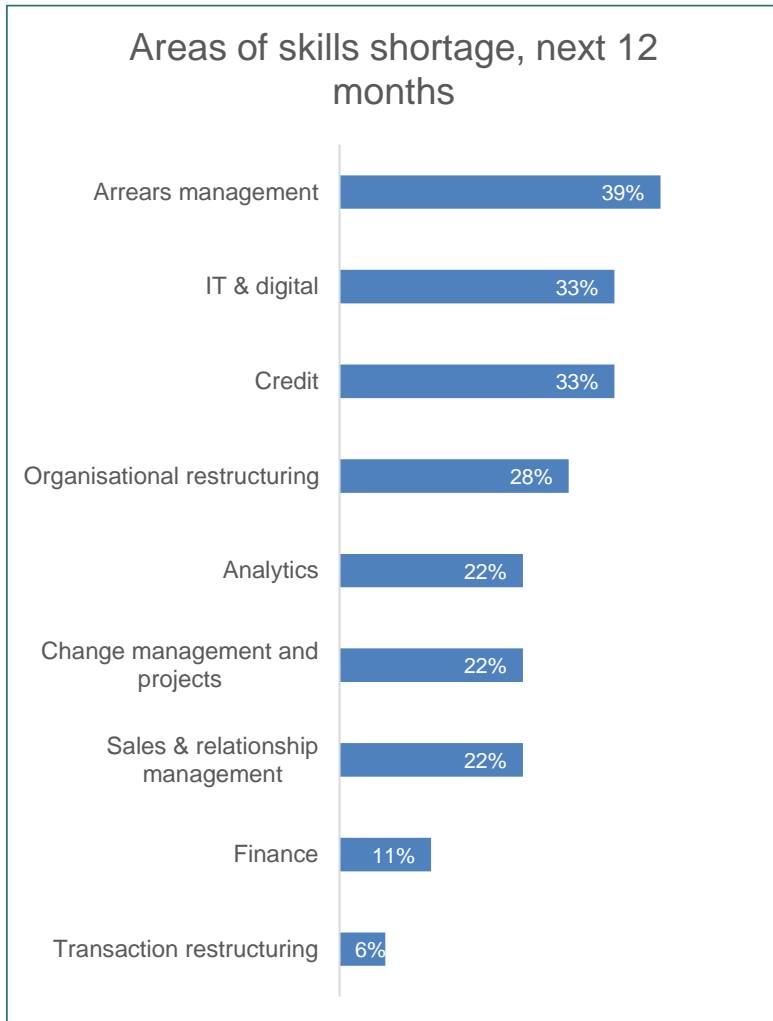 Areas of skills shortage, next 12
months
Arrears management
39%
IT & digital
33%
Credit
33%
Organisational restructuring
28%
Analytics
22%
Change management and
projects
22%
Sales & relationship
management
22%
Finance
11%
Transaction restructuring
6%